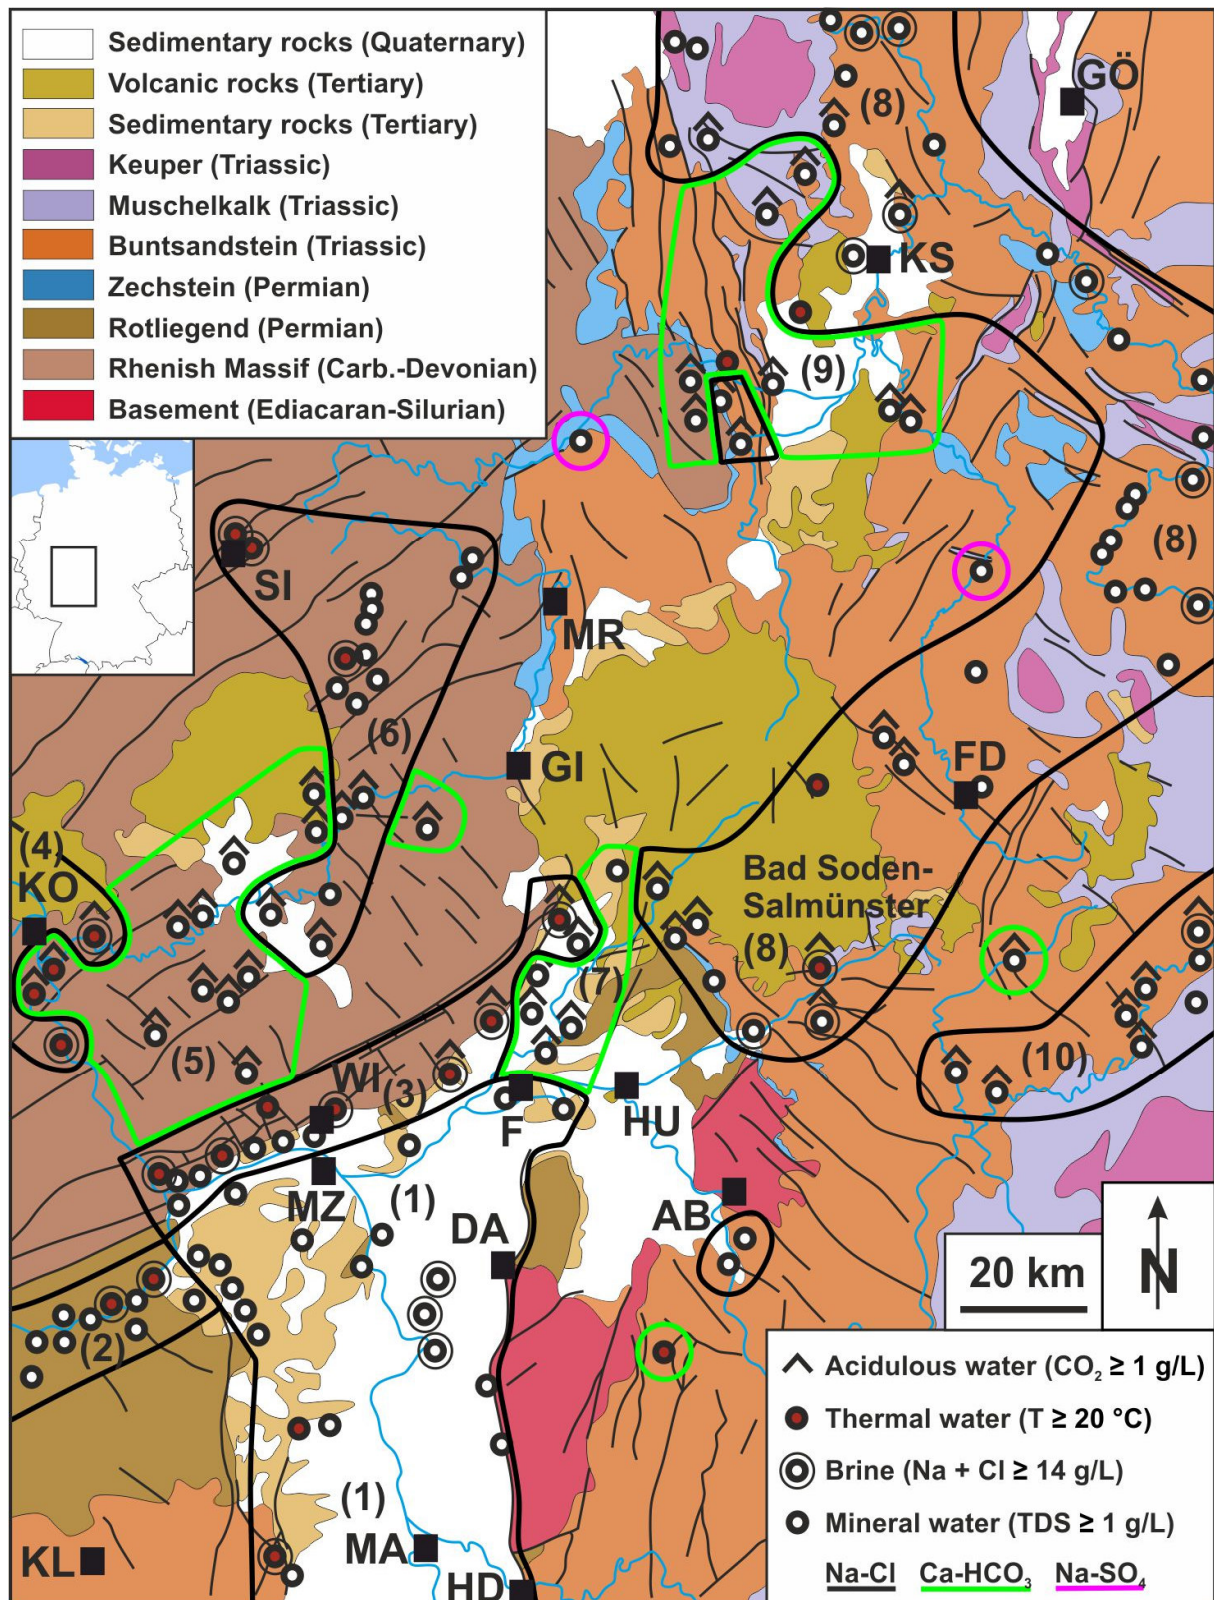 Sedimentary rocks (Quaternary)
Volcanic rocks (Tertiary)
Sedimentary rocks (Tertiary)
Keuper (Triassic)
Muschelkalk (Triassic)
Buntsandstein (Triassic)
Zechstein (Permian)
Rotliegend (Permian)
Rhenish Massif (Carb.-Devonian)
Basement (Ediacaran-Silurian)
GÖ
(8)
KS
(9)
(8)
SI
MR
(6)
GI
FD
(4)
KO
Bad Soden-
Salmünster
(8)
(7)
(5)
(10)
WI
(3)
F
HU
MZ
(1)
DA
AB
(2)
(1)
KL
MA
HD
20 km
N
Acidulous water (CO₂ ≥ 1 g/L)
Thermal water (T ≥ 20 °C)
Brine (Na + Cl ≥ 14 g/L)
Mineral water (TDS ≥ 1 g/L)
Na-Cl Ca-HCO₃ Na-SO₄